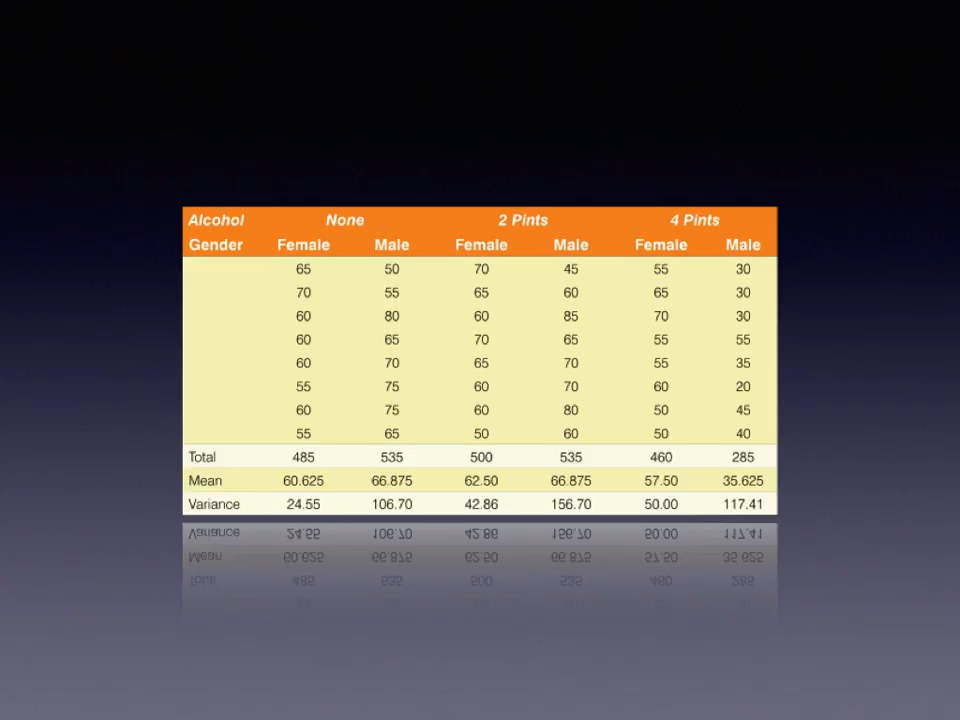 Alcohol None 2 Pints 4 Pints
Gender Female Male Female Male Female Male
65 50 70 45 55 30
70 55 65 60 65 30
60 80 60 85 70 30
60 65 70 65 55 55
60 70 65 70 55 35
55 75 60 70 60 20
60 75 60 80 50 45
55 65 50 60 50 40
Total 485 535 500 535 460 285
Mean 60.625 66.875 62.50 66.875 57.50 35.625
Variance 24.55 106.70 42.86 156.70 50.00 117.41